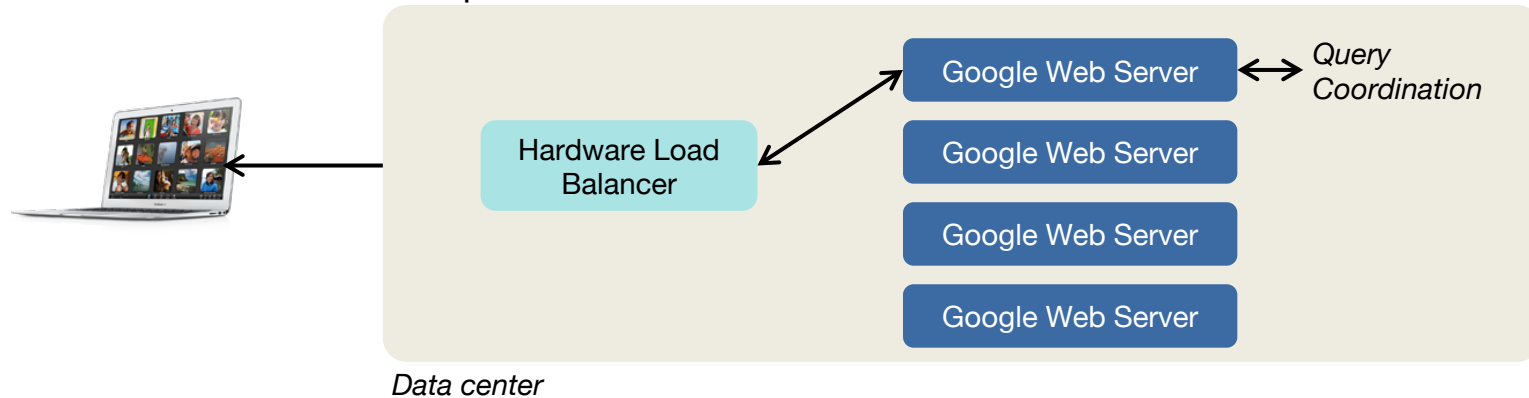 Google Web Server
Query
Coordination
Hardware Load
Balancer
Google Web Server
Google Web Server
Google Web Server
Data center